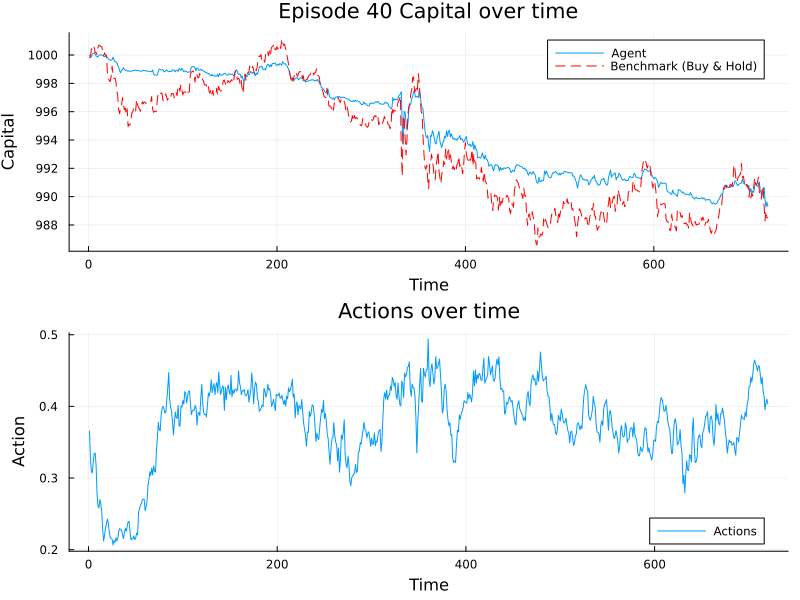 Episode 40 Capital over time
1000
998
996
994
992
990
988
Capital
Agent
Benchmark (Buy & Hold)
0
200
400
600
Time
Actions over time
0.5
0.4
0.3
0.2
Action
Actions
0
200
400
600
Time